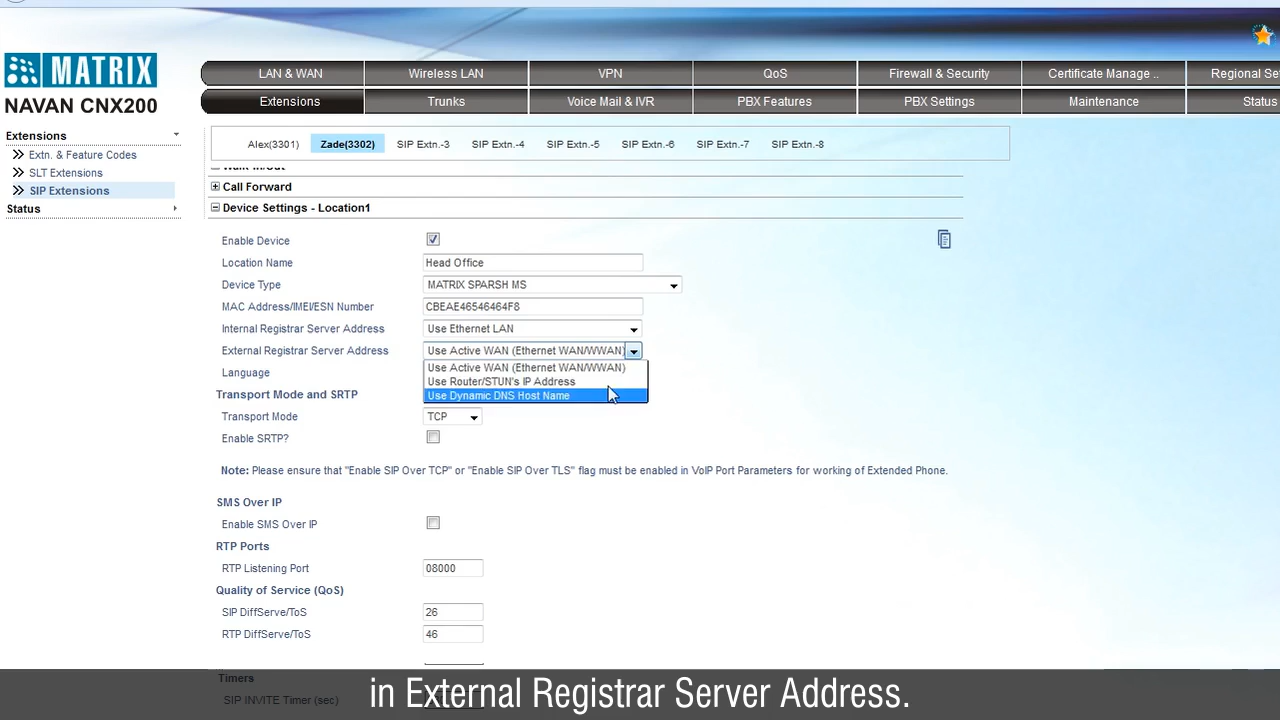 MATRIX
NAVAN CNX200
LAN & WAN
Wireless LAN
VPN
QoS
Firewall & Security
Certificate Manage ..
Regional Se
Extensions
Trunks
Voice Mail & IVR
PBX Features
PBX Settings
Maintenance
Status
Extensions
Extn. & Feature Codes
SLT Extensions
SIP Extensions
Status
Alex(3301) Zade(3302) SIP Extn.-3 SIP Extn.-4 SIP Extn.-5 SIP Extn.-6 SIP Extn.-7 SIP Extn.-8
Walk In/Out
Call Forward
Device Settings - Location1
Enable Device
Location Name Head Office
Device Type MATRIX SPARSH MS
MAC Address/IMEI/ESN Number CBEAE46546464F8
Internal Registrar Server Address Use Ethernet LAN
External Registrar Server Address Use Active WAN (Ethernet WAN/WWAN)
Use Active WAN (Ethernet WAN/WWAN)
Language
Use Router/STUN's IP Address
Use Dynamic DNS Host Name
Transport Mode and SRTP
Transport Mode TCP
Enable SRTP?
Note: Please ensure that "Enable SIP Over TCP" or "Enable SIP Over TLS" flag must be enabled in VoIP Port Parameters for working of Extended Phone.
SMS Over IP
Enable SMS Over IP
RTP Ports
RTP Listening Port 08000
Quality of Service (QoS)
SIP DiffServe/ToS 26
RTP DiffServe/ToS 46
Timers
SIP INVITE Timer (sec)
in External Registrar Server Address.